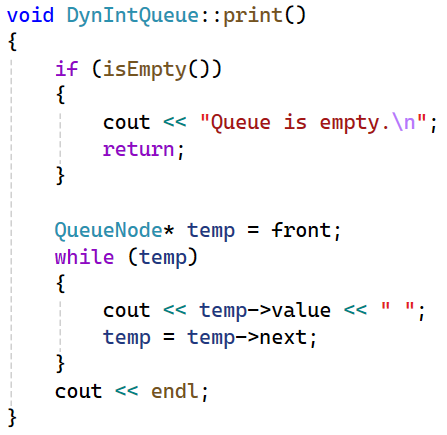 void DynIntQueue::print()
{
    if (isEmpty())
    {
        cout << "Queue is empty.\n";
        return;
    }

    QueueNode* temp = front;
    while (temp)
    {
        cout << temp->value << " ";
        temp = temp->next;
    }
    cout << endl;
}